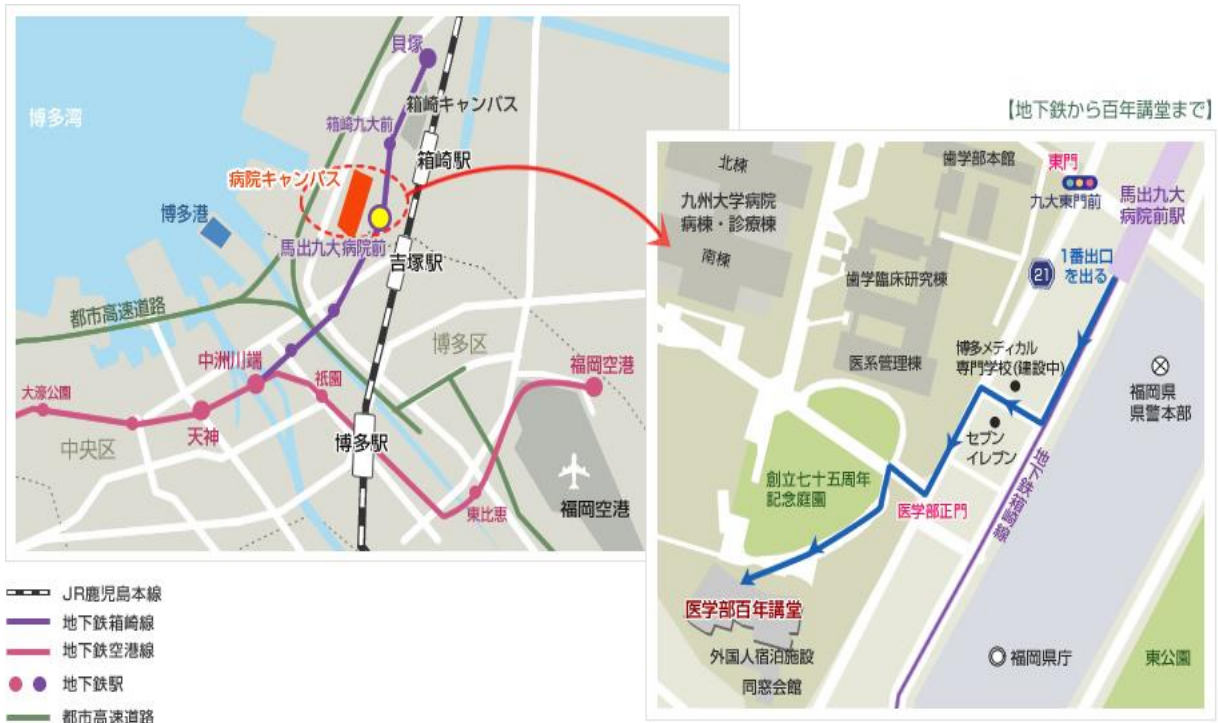 貝塚
箱崎キャンパス
博多湾
箱崎九大前
箱崎駅
病院キャンパス
博多港
馬出九大病院前
吉塚駅
都市高速道路
博多区
中洲川端
祇園
福岡空港
大濠公園
天神
中央区
博多駅
東比恵
福岡空港
JR鹿児島本線
地下鉄箱崎線
地下鉄空港線
地下鉄駅
都市高速道路
【地下鉄から百年講堂まで】
北棟
九州大学病院
病棟・診療棟
南棟
歯学部本館
東門
九大東門前
馬出九大
病院前駅
1番出口
を出る
21
歯学臨床研究棟
医系管理棟
博多メディカル
専門学校(建設中)
福岡県
県警本部
セブン
イレブン
地下鉄箱崎線
創立七十五周年
記念庭園
医学部正門
医学部百年講堂
外国人宿泊施設
同窓会館
福岡県庁
東公園